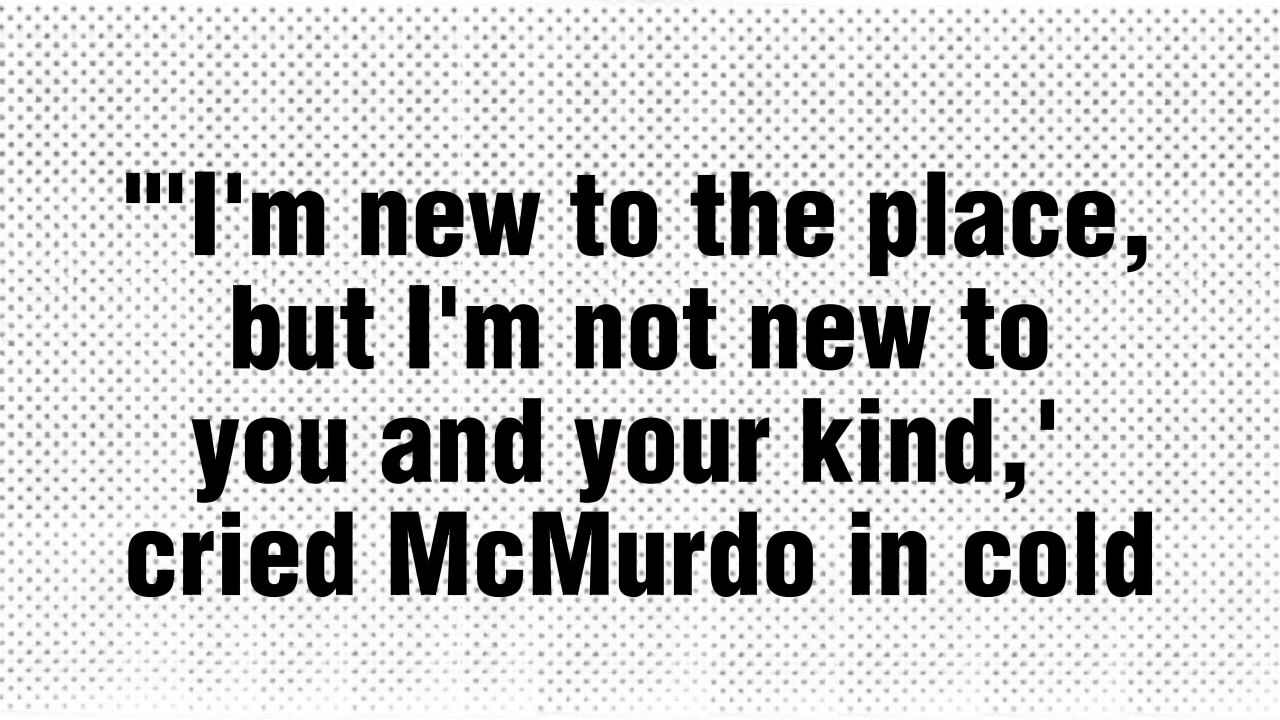 "'I'm new to the place,
but I'm not new to
you and your kind,'
cried McMurdo in cold